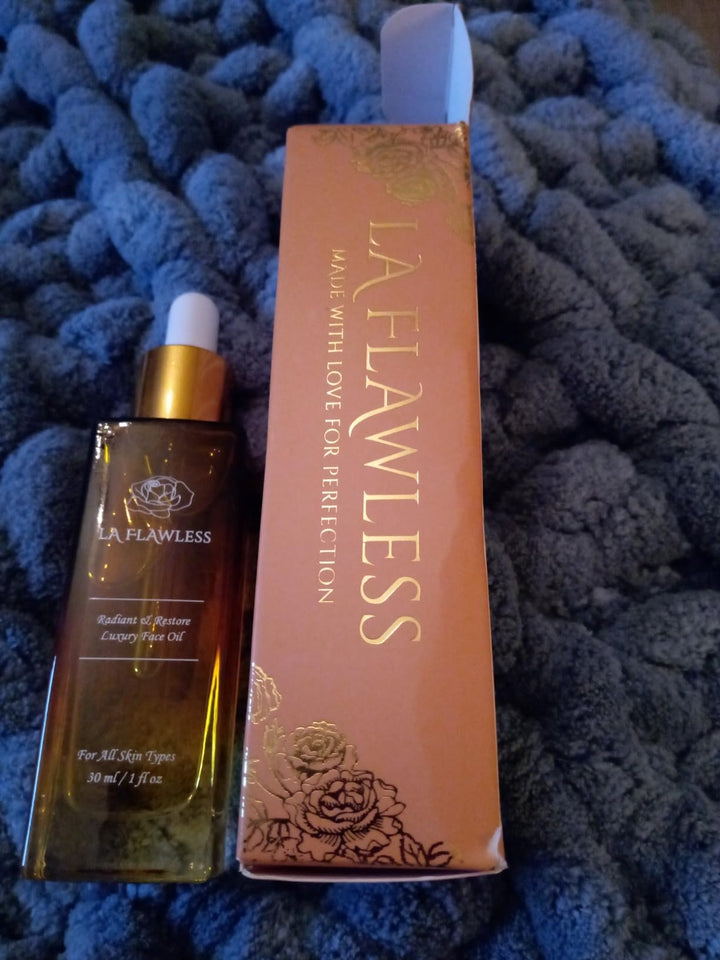 LA FLAWLESS
Radiant & Restore
Luxury Face Oil
For All Skin Types
30 ml / 1 fl oz
LA FLAWLESS
MADE WITH LOVE FOR PERFECTION